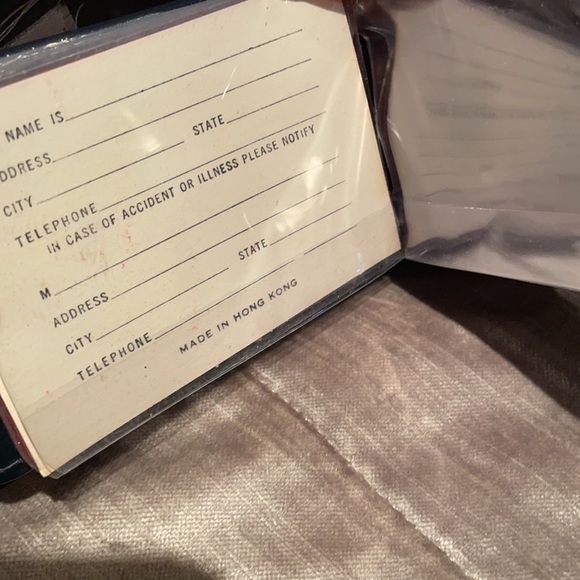 NAME IS
DDRESS
CITY STATE
TELEPHONE
IN CASE OF ACCIDENT OR ILLNESS PLEASE NOTIFY
M
ADDRESS
CITY STATE
TELEPHONE
MADE IN HONG KONG